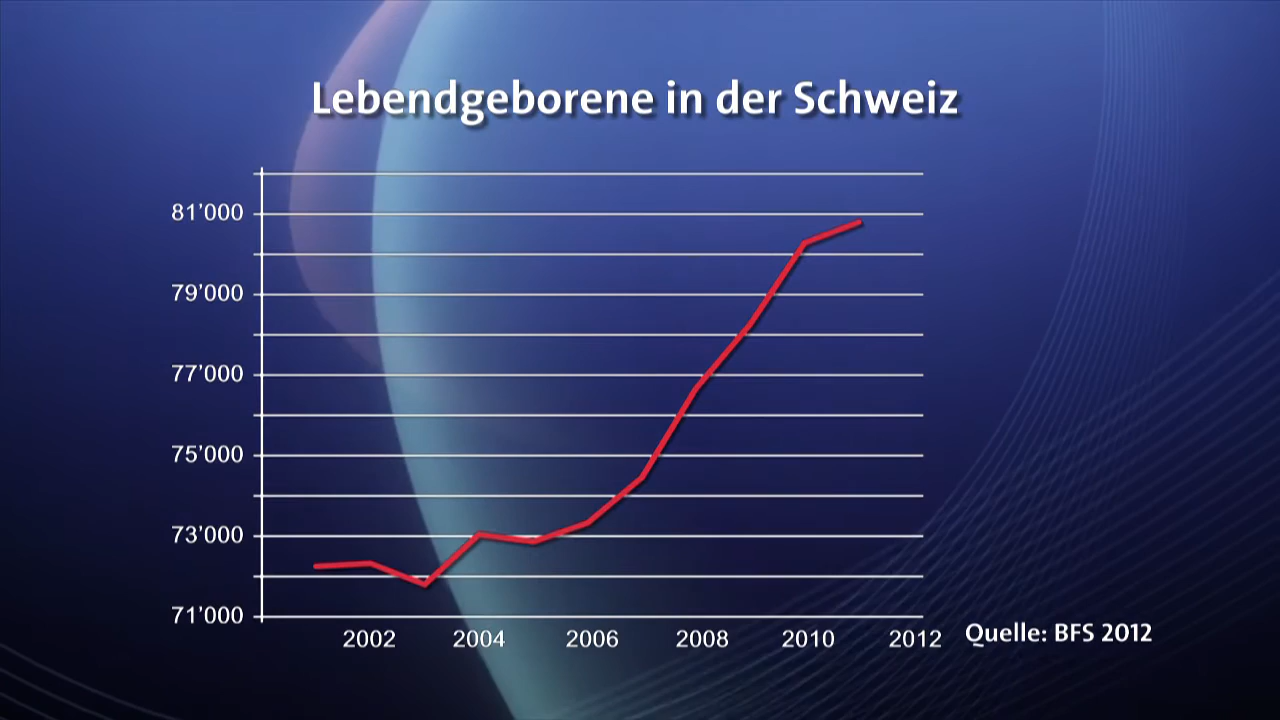 Lebendgeborene in der Schweiz
81’000
79’000
77’000
75’000
73’000
71’000
2002 2004 2006 2008 2010 2012
Quelle: BFS 2012